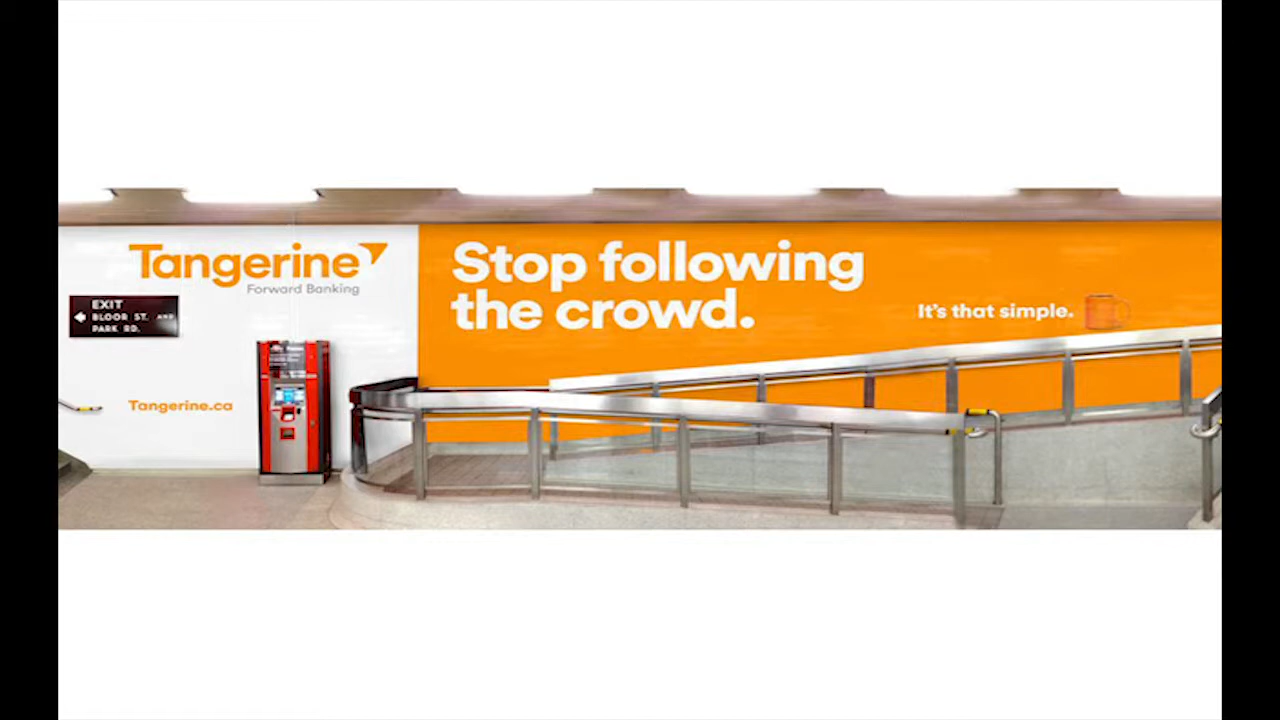 Tangerine
Forward Banking
EXIT
BLOOR ST. AND
PARK RD.
Tangerine.ca
Stop following
the crowd.
It's that simple.